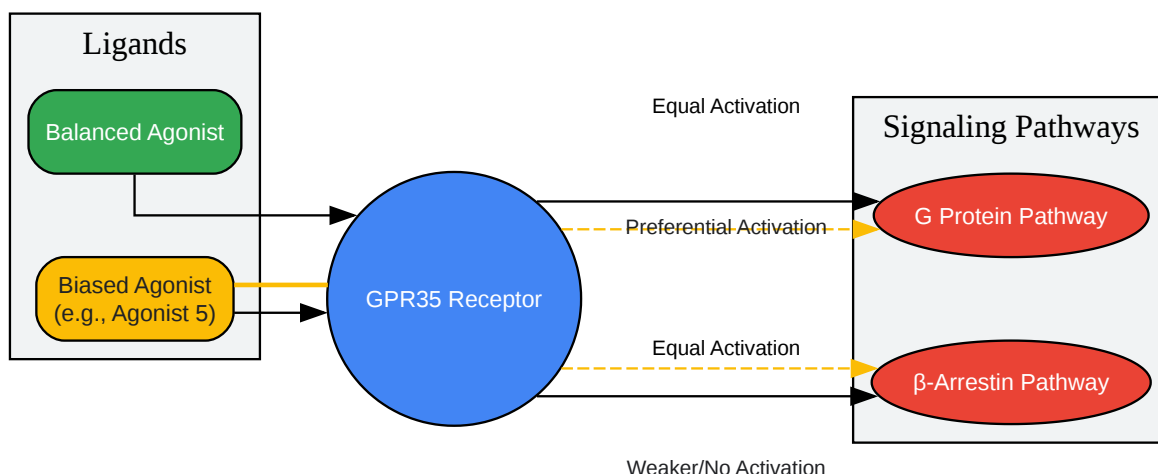 Ligands
Balanced Agonist
Biased Agonist
(e.g., Agonist 5)
GPR35 Receptor
Equal Activation
Preferential Activation
Equal Activation
Weaker/No Activation
Signaling Pathways
G Protein Pathway
β-Arrestin Pathway